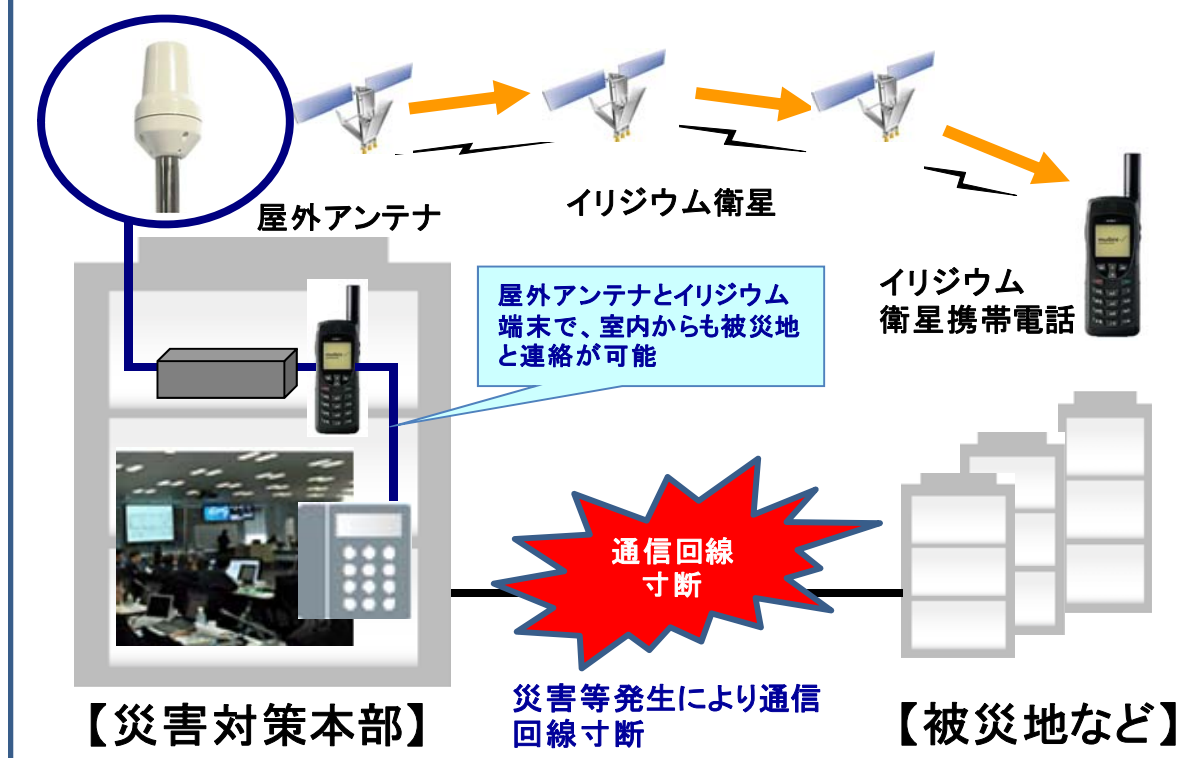 屋外アンテナ
イリジウム衛星
イリジウム
衛星携帯電話
屋外アンテナとイリジウム
端末で、室内からも被災地
と連絡が可能
通信回線
寸断
災害等発生により通信
回線寸断
【災害対策本部】
【被災地など】